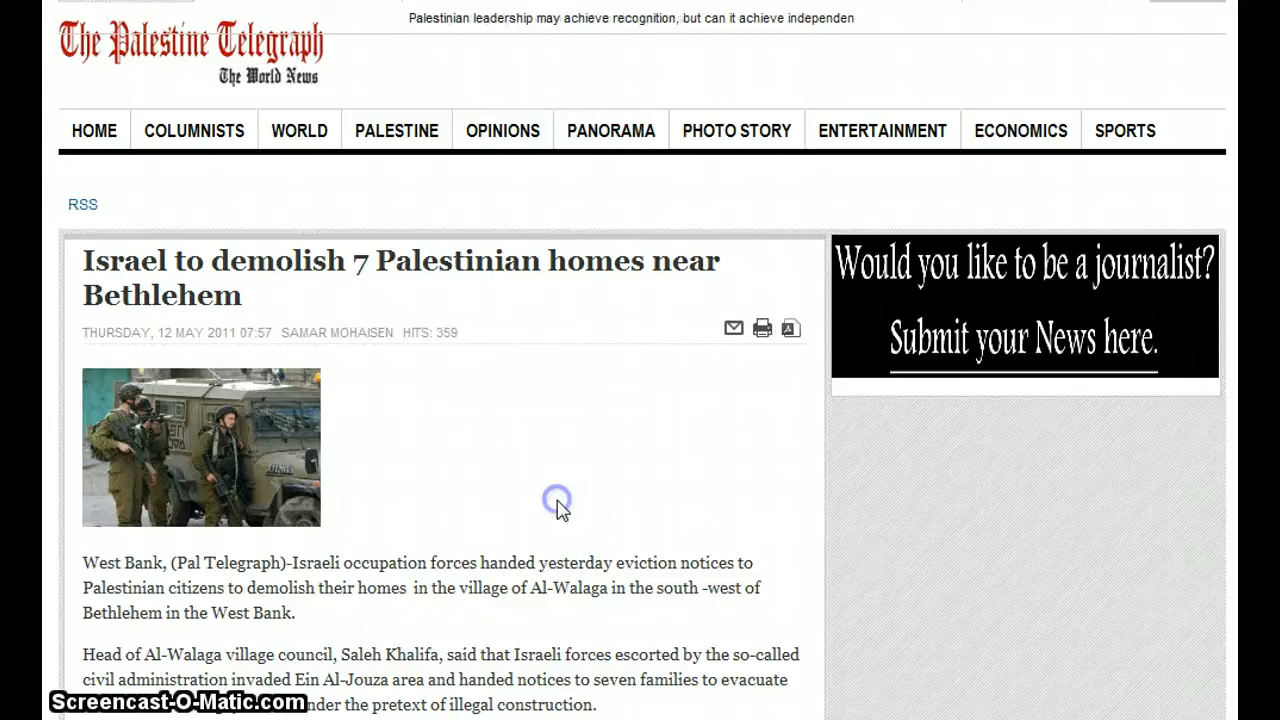 Palestinian leadership may achieve recognition, but can it achieve independen
The Palestine Telegraph
The World News
HOME COLUMNISTS WORLD PALESTINE OPINIONS PANORAMA PHOTO STORY ENTERTAINMENT ECONOMICS SPORTS
RSS
Israel to demolish 7 Palestinian homes near
Bethlehem
THURSDAY, 12 MAY 2011 07:57 SAMAR MOHAISEN HITS: 359
Would you like to be a journalist?
Submit your News here.
West Bank, (Pal Telegraph)-Israeli occupation forces handed yesterday eviction notices to
Palestinian citizens to demolish their homes in the village of Al-Walaga in the south -west of
Bethlehem in the West Bank.
Head of Al-Walaga village council, Saleh Khalifa, said that Israeli forces escorted by the so-called
civil administration invaded Ein Al-Jouza area and handed notices to seven families to evacuate
under the pretext of illegal construction.
Screencast-O-Matic.com